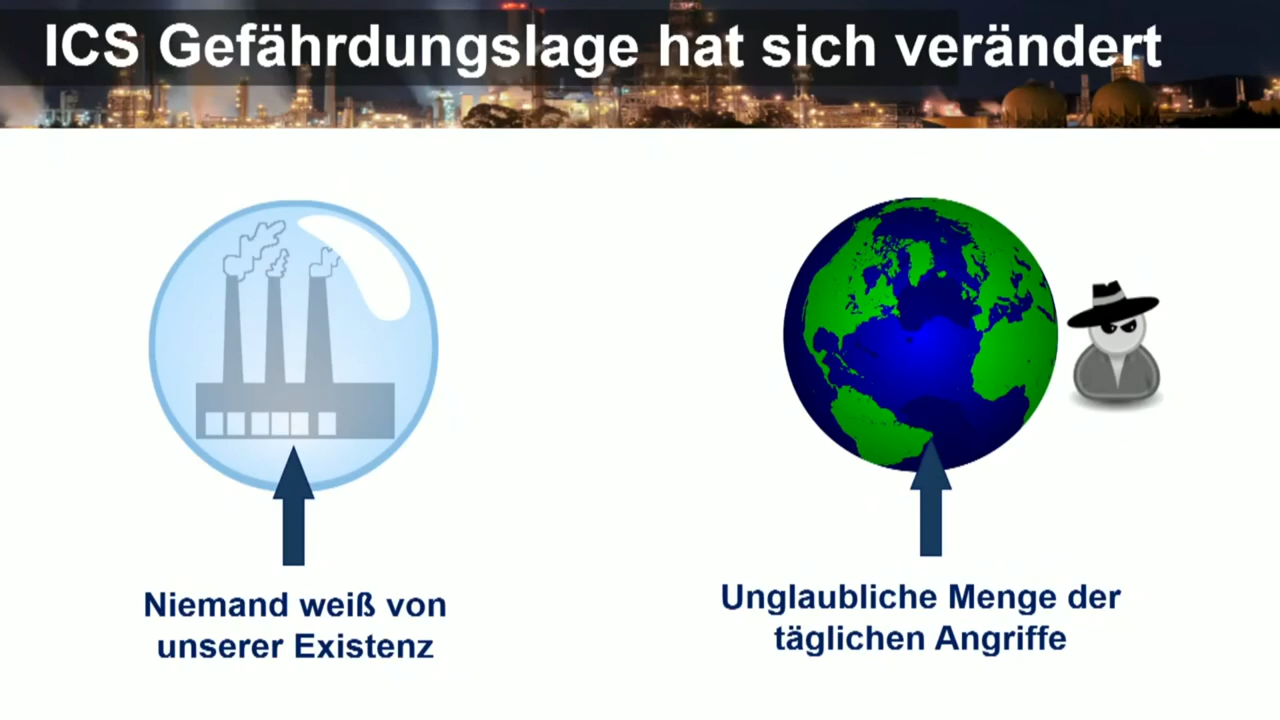 ICS Gefährdungslage hat sich verändert
Niemand weiß von
unserer Existenz
Unglaubliche Menge der
täglichen Angriffe